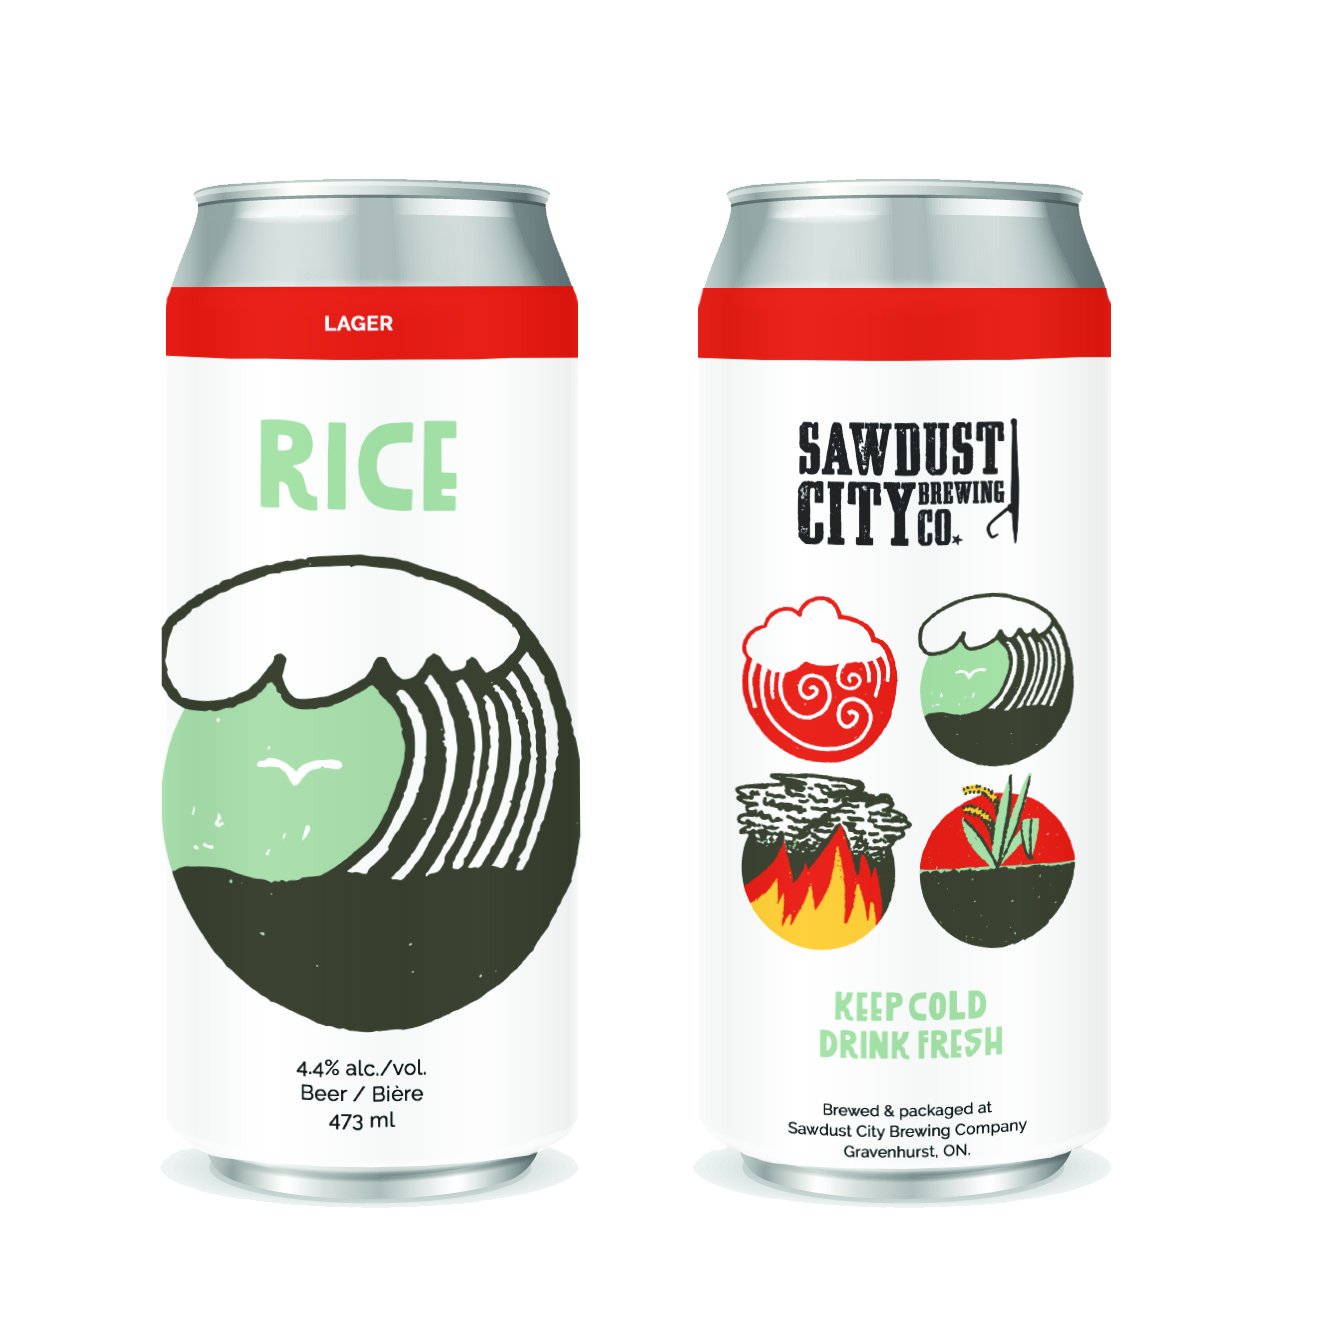 LAGER
RICE
4.4% alc./vol.
Beer / Bière
473 ml
SAWDUST
CITY BREWING CO.
KEEP COLD
DRINK FRESH
Brewed & packaged at
Sawdust City Brewing Company
Gravenhurst, ON.